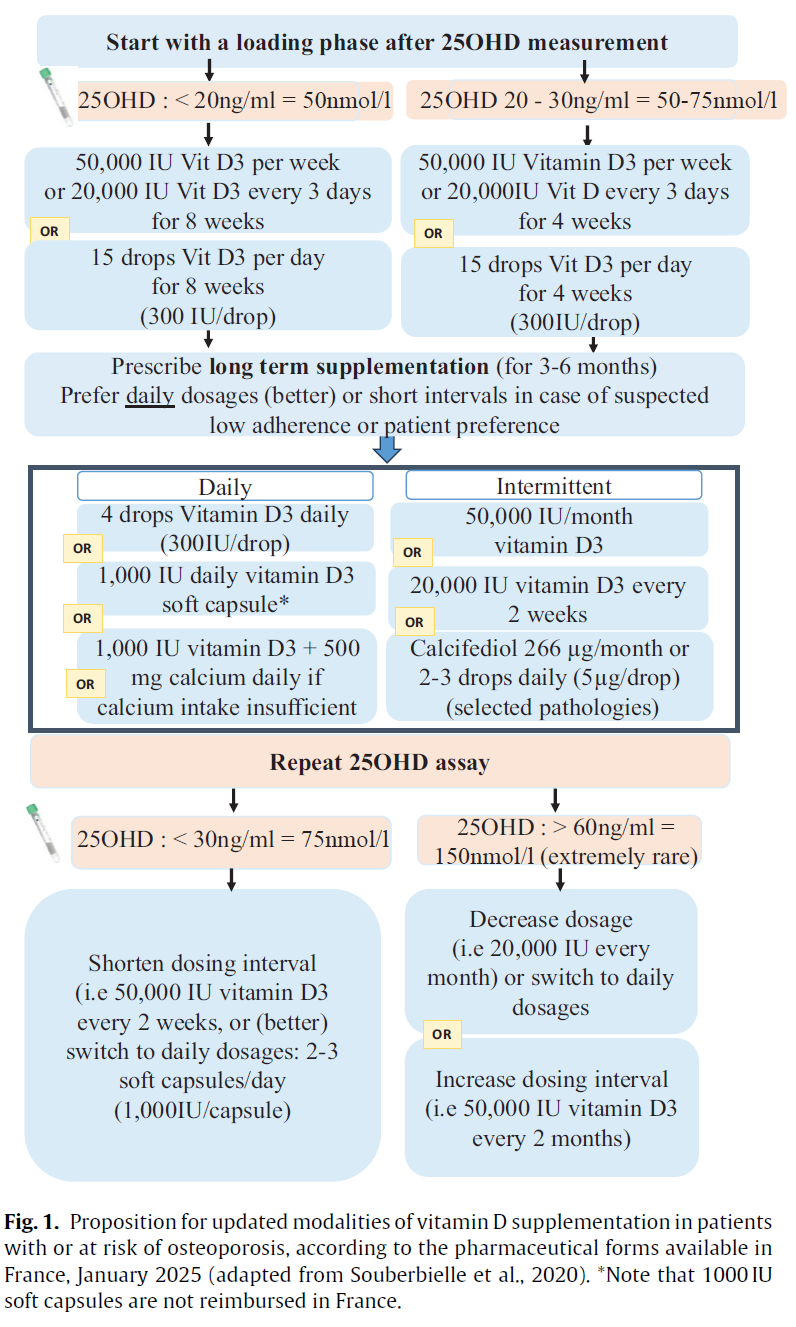 Start with a loading phase after 25OHD measurement
25OHD : < 20ng/ml = 50nmol/l
25OHD 20 - 30ng/ml = 50-75nmol/l
50,000 IU Vit D3 per week
or 20,000 IU Vit D3 every 3 days
for 8 weeks
OR
15 drops Vit D3 per day
for 8 weeks
(300 IU/drop)
50,000 IU Vitamin D3 per week
or 20,000IU Vit D every 3 days
for 4 weeks
OR
15 drops Vit D3 per day
for 4 weeks
(300IU/drop)
Prescribe long term supplementation (for 3-6 months)
Prefer daily dosages (better) or short intervals in case of suspected
low adherence or patient preference
Daily
4 drops Vitamin D3 daily
(300IU/drop)
OR
1,000 IU daily vitamin D3
soft capsule*
OR
1,000 IU vitamin D3 + 500
mg calcium daily if
calcium intake insufficient
OR
Intermittent
50,000 IU/month
vitamin D3
OR
20,000 IU vitamin D3 every
2 weeks
OR
Calcifediol 266 µg/month or
2-3 drops daily (5µg/drop)
(selected pathologies)
Repeat 25OHD assay
25OHD : < 30ng/ml = 75nmol/l
25OHD : > 60ng/ml =
150nmol/l (extremely rare)
Shorten dosing interval
(i.e 50,000 IU vitamin D3
every 2 weeks, or (better)
switch to daily dosages: 2-3
soft capsules/day
(1,000IU/capsule)
Decrease dosage
(i.e 20,000 IU every
month) or switch to daily
dosages
OR
Increase dosing interval
(i.e 50,000 IU vitamin D3
every 2 months)
Fig. 1. Proposition for updated modalities of vitamin D supplementation in patients
with or at risk of osteoporosis, according to the pharmaceutical forms available in
France, January 2025 (adapted from Souberbielle et al., 2020). *Note that 1000 IU
soft capsules are not reimbursed in France.